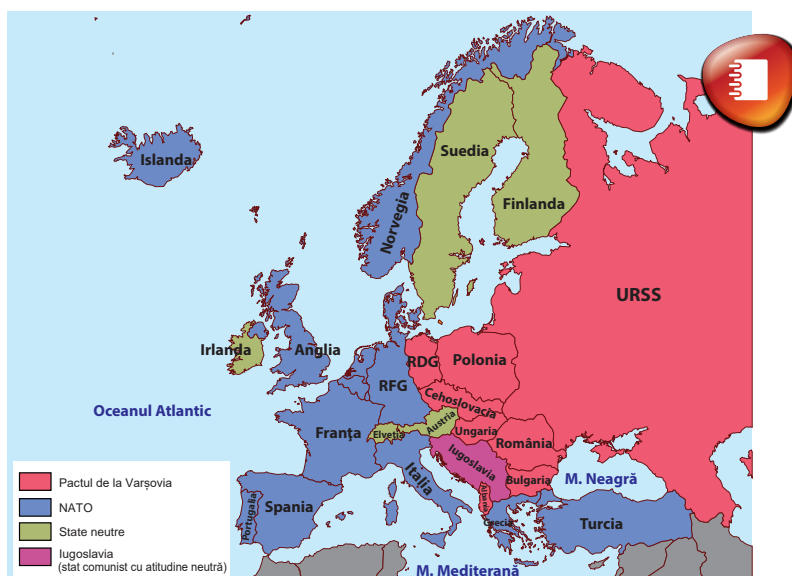 Islanda
Suedia
Finlanda
Norvegia
URSS
Irlanda
Anglia
RDG
Polonia
RFG
Cehoslovacia
Oceanul Atlantic
Franța
Elveția
Austria
Ungaria
România
Iugoslavia
Italia
Bulgaria
M. Neagră
Albania
Spania
Portugalia
Grecia
Turcia
M. Mediterană
Pactul de la Varșovia
NATO
State neutre
Iugoslavia
(stat comunist cu atitudine neutră)